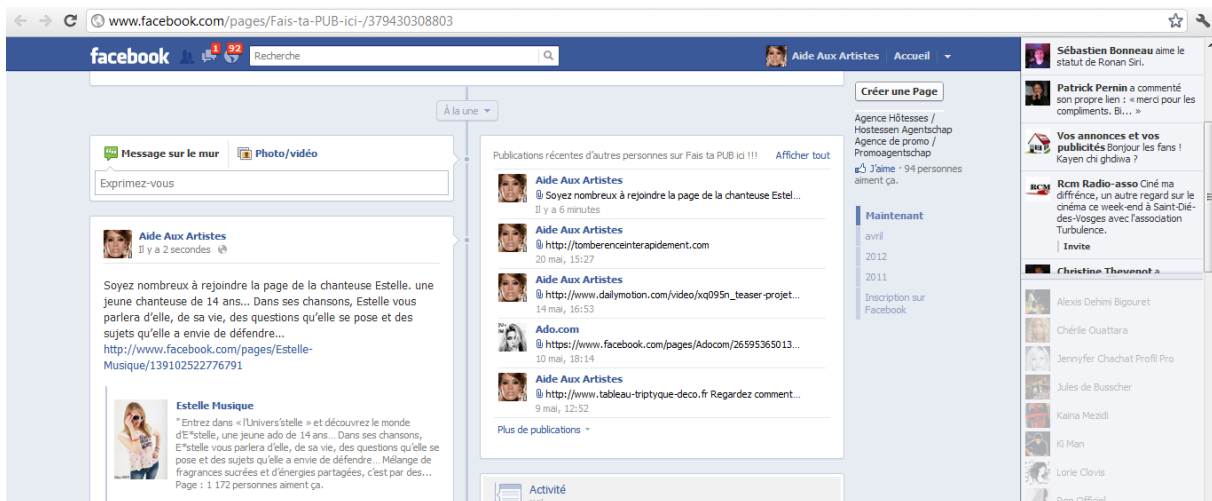 www.facebook.com/pages/Fais-ta-PUB-ici-/379430308803
facebook
1
92
Recherche
Aide Aux Artistes
Accueil
À la une
Message sur le mur
Photo/vidéo
Exprimez-vous
Aide Aux Artistes
Il y a 2 secondes
Soyez nombreux à rejoindre la page de la chanteuse Estelle. une
jeune chanteuse de 14 ans... Dans ses chansons, Estelle vous
parlera d'elle, de sa vie, des questions qu'elle se pose et des
sujets qu'elle a envie de défendre...
http://www.facebook.com/pages/Estelle-
Musique/139102522776791
Estelle Musique
"Entrez dans « l'Univers'stelle » et découvrez le monde
d'E*stelle, une jeune ado de 14 ans... Dans ses chansons,
E*stelle vous parlera d'elle, de sa vie, des questions qu'elle se
pose et des sujets qu'elle a envie de défendre... Mélange de
fragrances sucrées et d'énergies partagées, c'est par des...
Page : 1 172 personnes aiment ça.
Publications récentes d'autres personnes sur Fais ta PUB ici !!!
Afficher tout
Aide Aux Artistes
Soyez nombreux à rejoindre la page de la chanteuse Estel...
Il y a 6 minutes
Aide Aux Artistes
http://tomberenceinterapidement.com
20 mai, 15:27
Aide Aux Artistes
http://www.dailymotion.com/video/xq095n_teaser-projet...
14 mai, 16:53
Ado.com
https://www.facebook.com/pages/Adocom/26595365013...
10 mai, 18:14
Aide Aux Artistes
http://www.tableau-triptyque-deco.fr Regardez comment...
9 mai, 12:52
Plus de publications
Activité
Créer une Page
Agence Hôtesses /
Hostessen Agentschap
Agence de promo /
Promoagentschap
J'aime · 94 personnes
aiment ça.
Maintenant
avril
2012
2011
Inscription sur
Facebook
Sébastien Bonneau aime le
statut de Ronan Siri.
Patrick Pernin a commenté
son propre lien : « merci pour les
compliments. Bi... »
Vos annonces et vos
publicités Bonjour les fans !
Kayen chi ghdiwa ?
RCM
Rcm Radio-asso Ciné ma
différence, un autre regard sur le
cinéma ce week-end à Saint-Dié-
des-Vosges avec l'association
Turbulence.
Invite
Christine Thevenot a
Alexis Dehimi Bigouret
Chérile Ouattara
Jennyfer Chachat Profil Pro
Jules de Busscher
Kaina Mezidi
Ki Man
Lorie Clovis